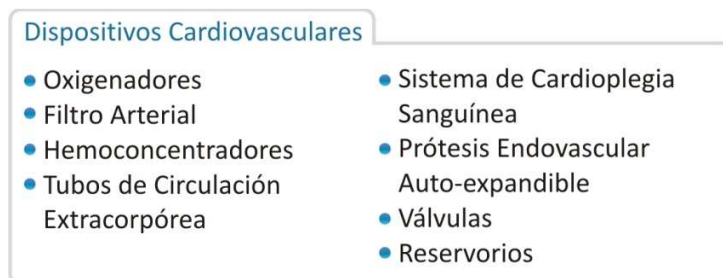 Dispositivos Cardiovasculares
Oxigenadores
Filtro Arterial
Hemoconcentradores
Tubos de Circulación
Extracorpórea
Sistema de Cardioplegia
Sanguínea
Prótesis Endovascular
Auto-expandible
Válvulas
Reservorios